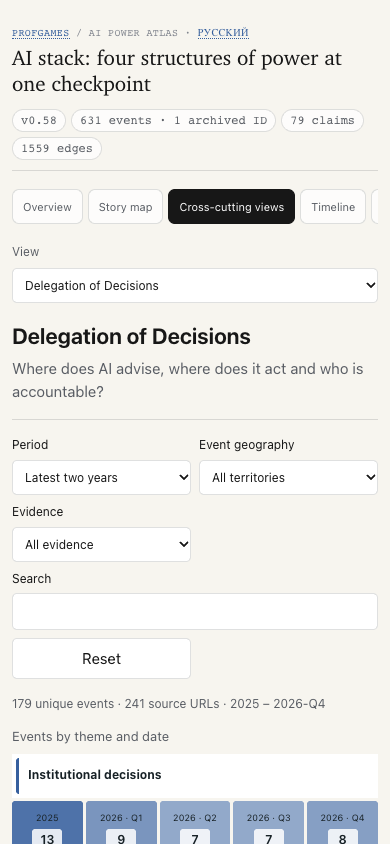 PROFGAMES / AI POWER ATLAS · РУССКИЙ
AI stack: four structures of power at
one checkpoint
v0.58 631 events · 1 archived ID 79 claims
1559 edges
Overview Story map Cross-cutting views Timeline
View
Delegation of Decisions
Delegation of Decisions
Where does AI advise, where does it act and who is
accountable?
Period Event geography
Latest two years All territories
Evidence
All evidence
Search
Reset
179 unique events · 241 source URLs · 2025 – 2026-Q4
Events by theme and date
Institutional decisions
2025 2026 · Q1 2026 · Q2 2026 · Q3 2026 · Q4
13 9 7 7 8